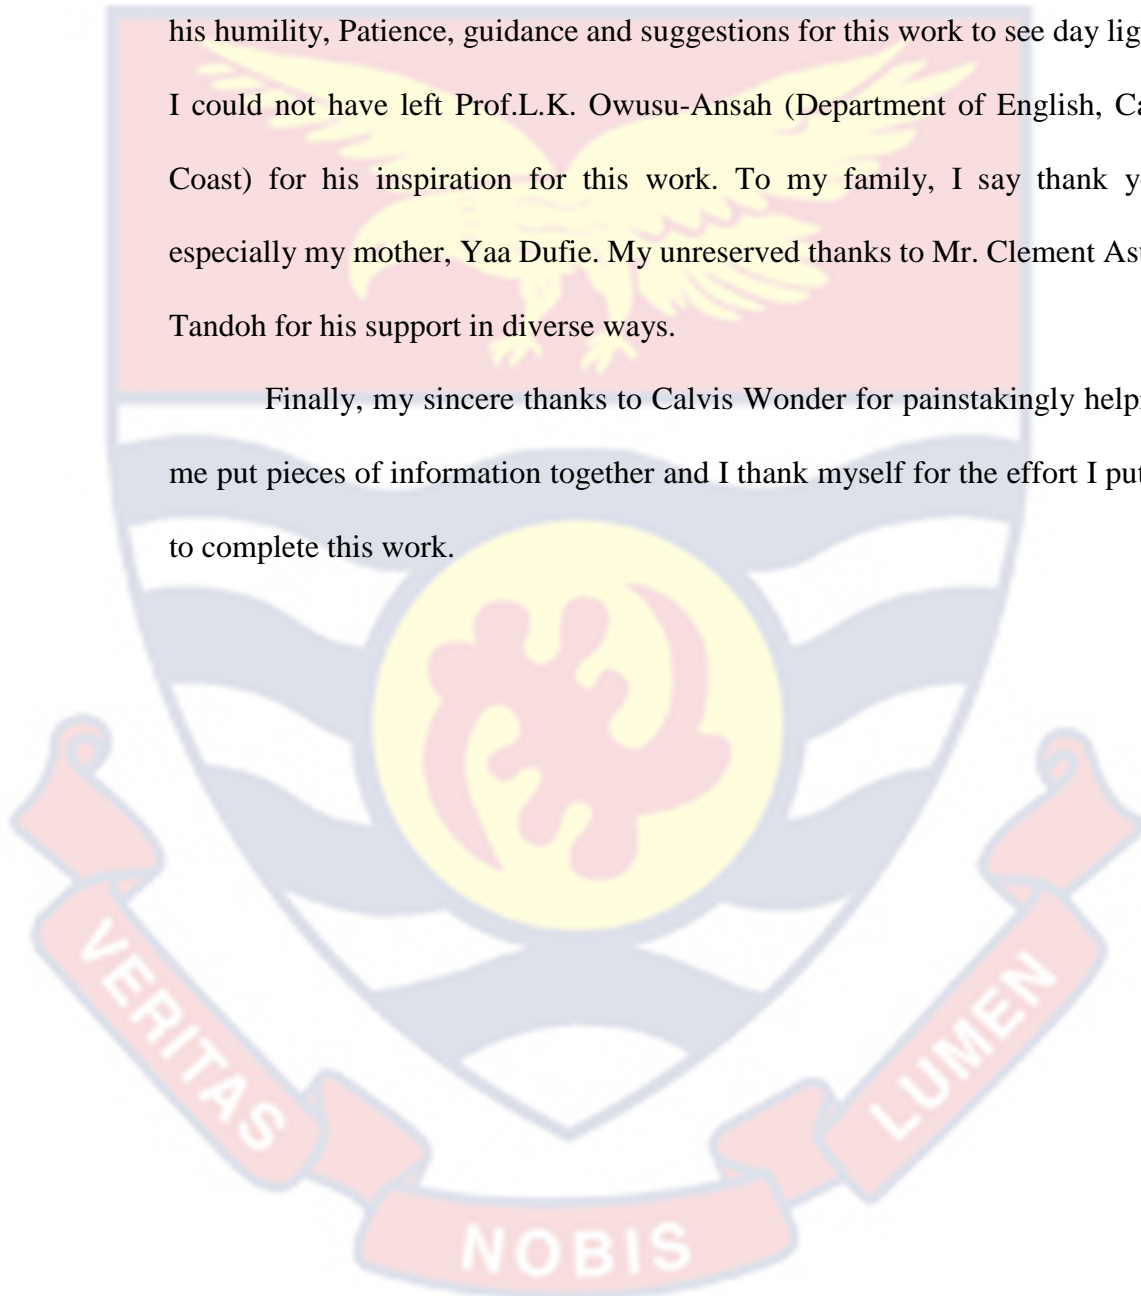 his humility, Patience, guidance and suggestions for this work to see day lig
I could not have left Prof.L.K. Owusu-Ansah (Department of English, Ca
Coast) for his inspiration for this work. To my family, I say thank y
especially my mother, Yaa Dufie. My unreserved thanks to Mr. Clement Asu
Tandoh for his support in diverse ways.
Finally, my sincere thanks to Calvis Wonder for painstakingly helpi
me put pieces of information together and I thank myself for the effort I put
to complete this work.
VERITAS
NOBIS
LUMEN